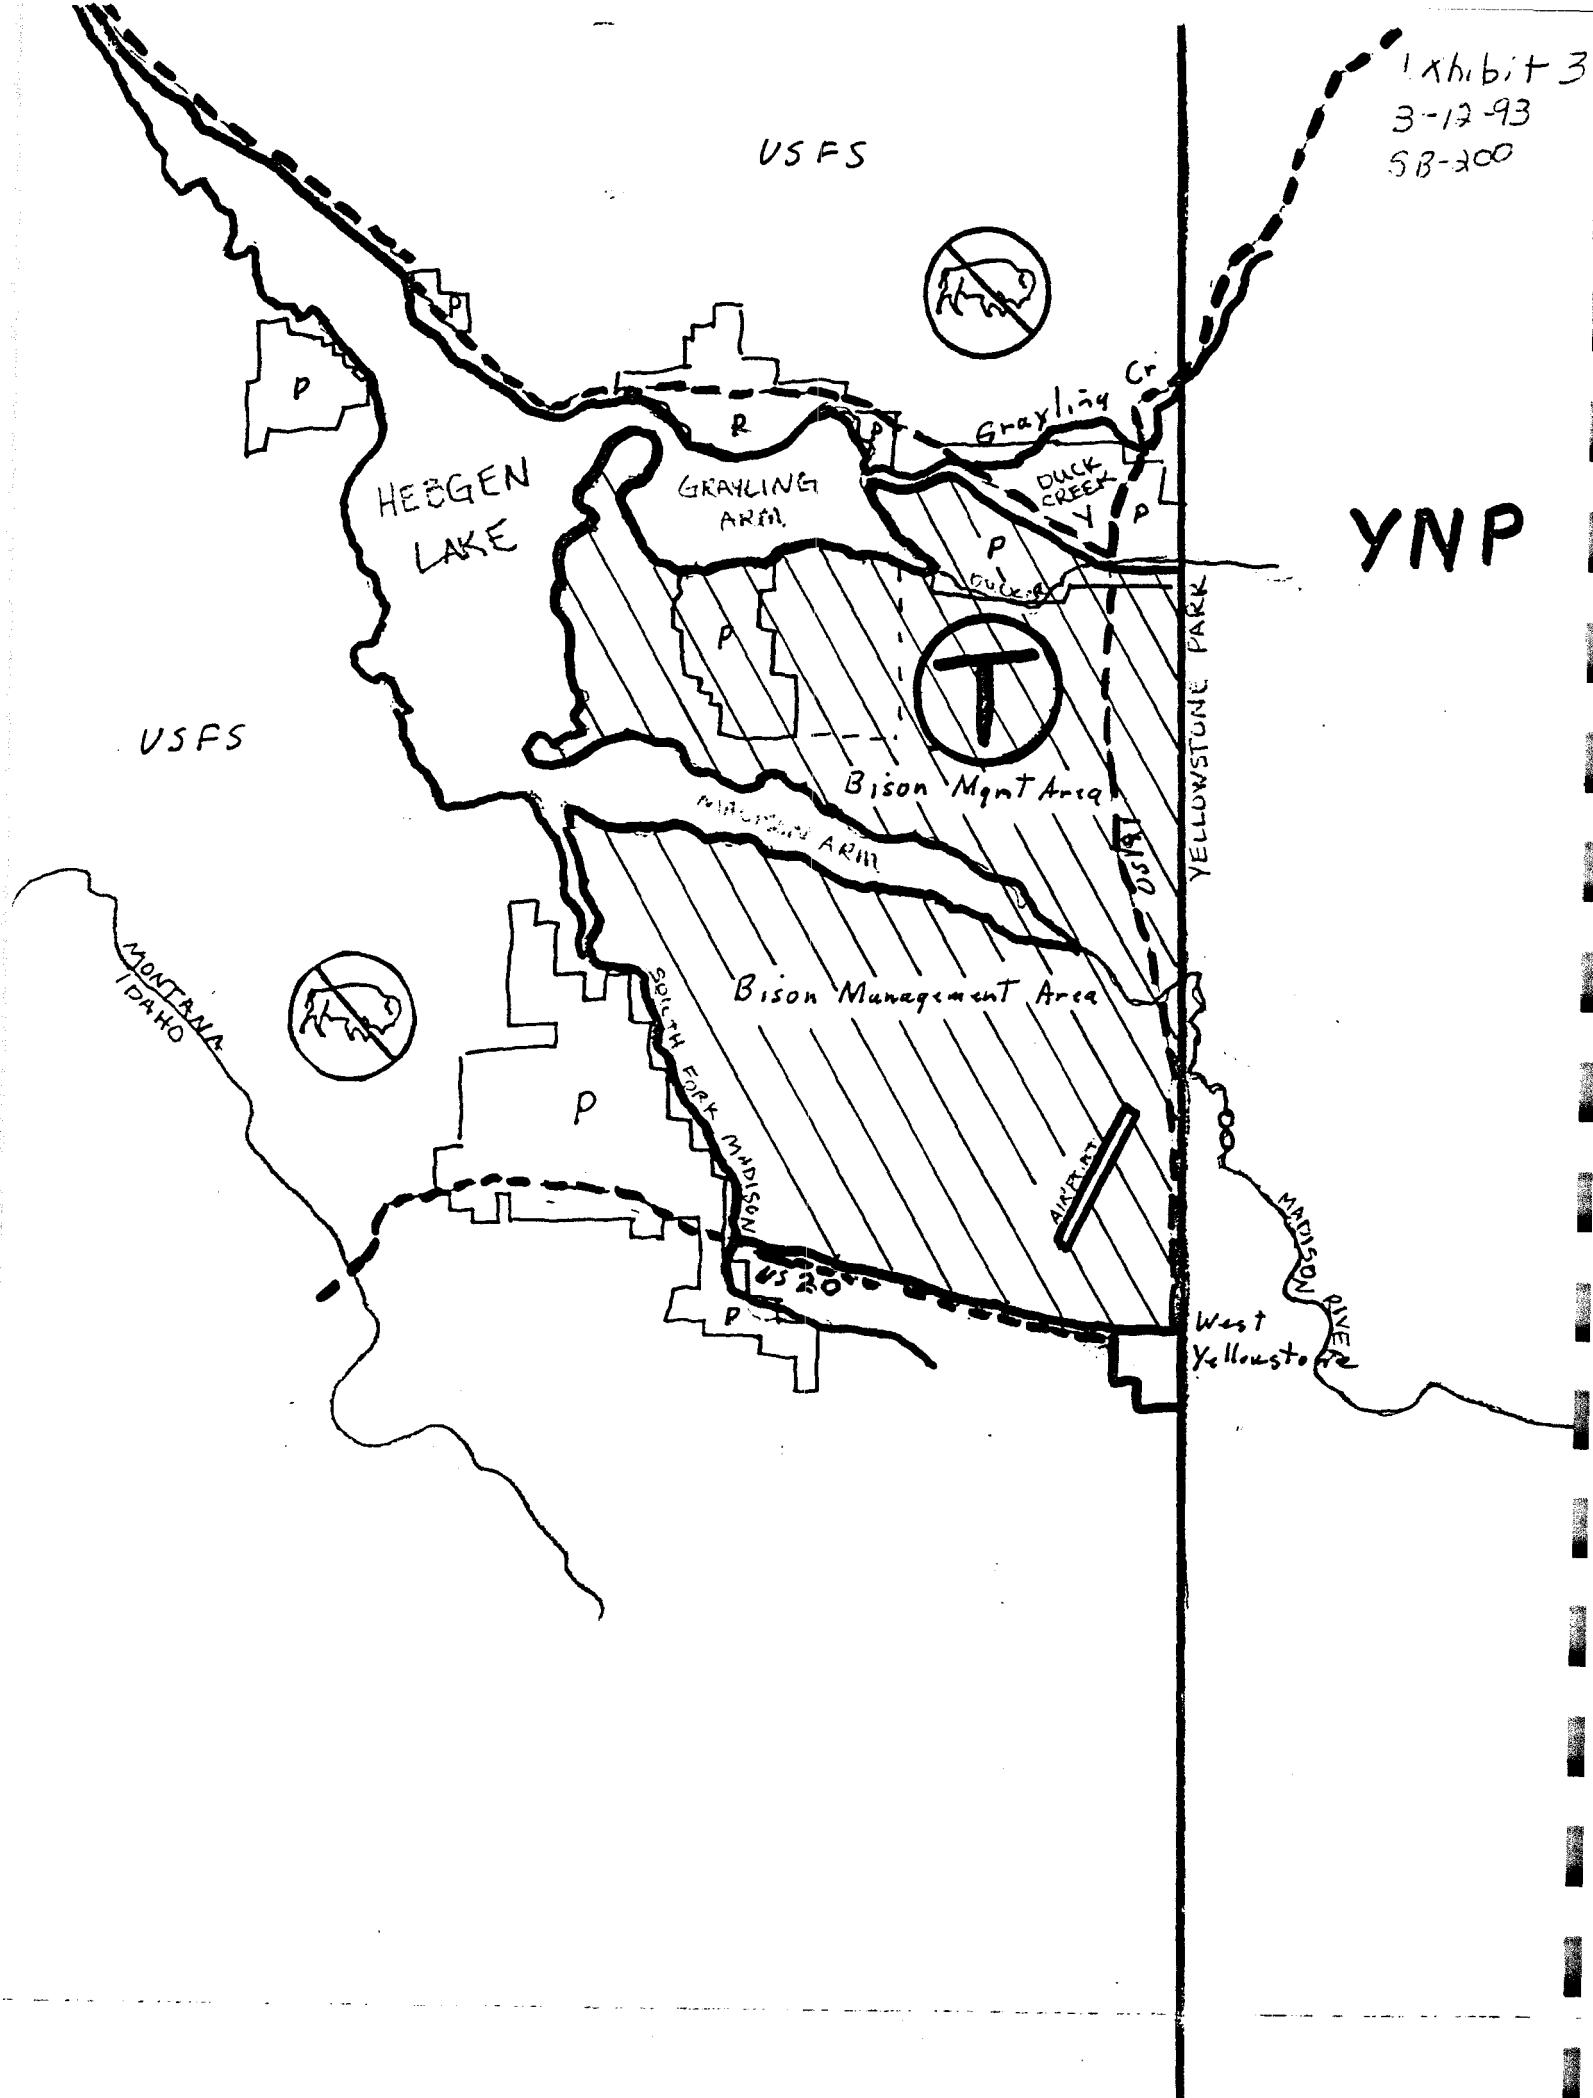 Exhibit 3
3-12-93
SB-200
USFS
P
P
Grayling Cr
R
P
HEBGEN
LAKE
GRAYLING
ARM
DUCK
CREEK
Y
P
YNP
P
P
T
YELLOWSTONE PARK
USFS
Bison Mgmt Area
MADISON ARM
US 191
MONTANA
IDAHO
Bison Management Area
SOUTH FORK MADISON
P
AIRPORT
MADISON RIVER
US 20
P
West
Yellowstone